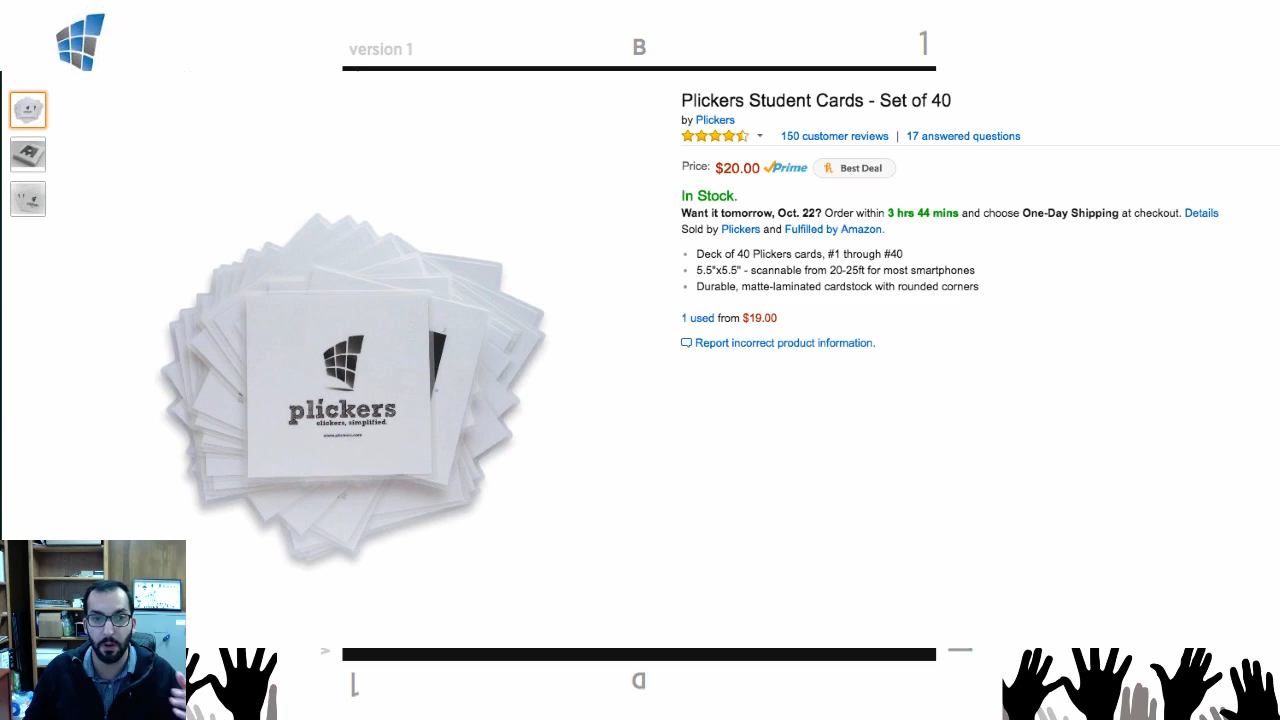 version 1
B
1
Plickers Student Cards - Set of 40
by Plickers
150 customer reviews | 17 answered questions
Price: $20.00 Prime Best Deal
In Stock.
Want it tomorrow, Oct. 22? Order within 3 hrs 44 mins and choose One-Day Shipping at checkout. Details
Sold by Plickers and Fulfilled by Amazon.
Deck of 40 Plickers cards, #1 through #40
5.5"x5.5" - scannable from 20-25ft for most smartphones
Durable, matte-laminated cardstock with rounded corners
1 used from $19.00
Report incorrect product information.
plickers
clickers, simplified.
www.plickers.com
1
D